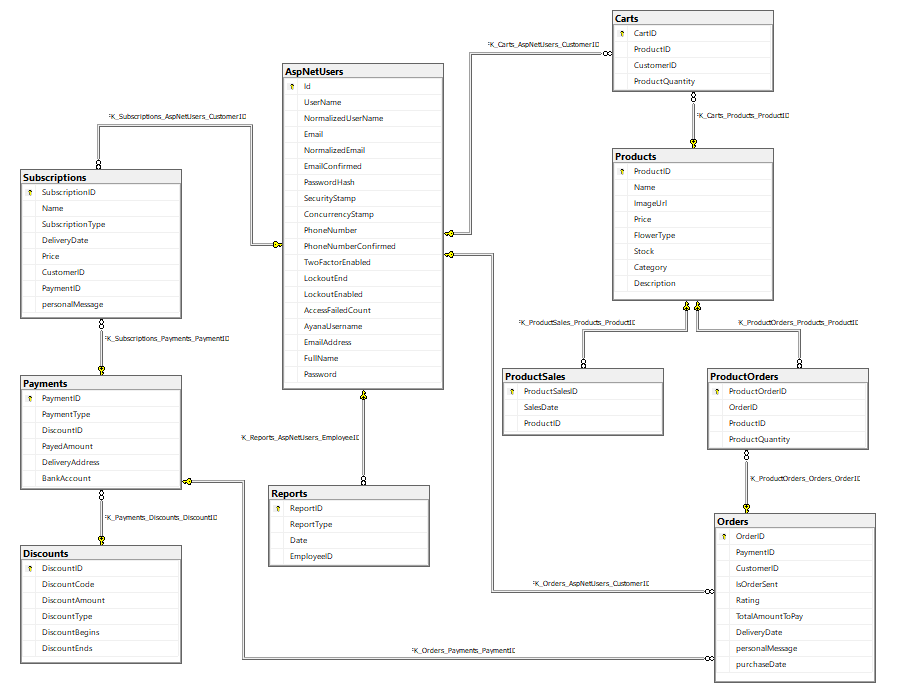 Carts
CartID
ProductID
CustomerID
ProductQuantity
FK_Carts_AspNetUsers_CustomerID
AspNetUsers
Id
UserName
NormalizedUserName
Email
NormalizedEmail
EmailConfirmed
PasswordHash
SecurityStamp
ConcurrencyStamp
PhoneNumber
PhoneNumberConfirmed
TwoFactorEnabled
LockoutEnd
LockoutEnabled
AccessFailedCount
AyanaUsername
EmailAddress
FullName
Password
FK_Subscriptions_AspNetUsers_CustomerID
FK_Carts_Products_ProductID
Products
ProductID
Name
ImageUrl
Price
FlowerType
Stock
Category
Description
Subscriptions
SubscriptionID
Name
SubscriptionType
DeliveryDate
Price
CustomerID
PaymentID
personalMessage
FK_ProductSales_Products_ProductID
FK_ProductOrders_Products_ProductID
FK_Subscriptions_Payments_PaymentID
ProductSales
ProductSalesID
SalesDate
ProductID
ProductOrders
ProductOrderID
OrderID
ProductID
ProductQuantity
Payments
PaymentID
PaymentType
DiscountID
PayedAmount
DeliveryAddress
BankAccount
FK_Reports_AspNetUsers_EmployeeID
FK_ProductOrders_Orders_OrderID
Reports
ReportID
ReportType
Date
EmployeeID
FK_Payments_Discounts_DiscountID
Orders
OrderID
PaymentID
CustomerID
IsOrderSent
Rating
TotalAmountToPay
DeliveryDate
personalMessage
purchaseDate
Discounts
DiscountID
DiscountCode
DiscountAmount
DiscountType
DiscountBegins
DiscountEnds
FK_Orders_AspNetUsers_CustomerID
FK_Orders_Payments_PaymentID